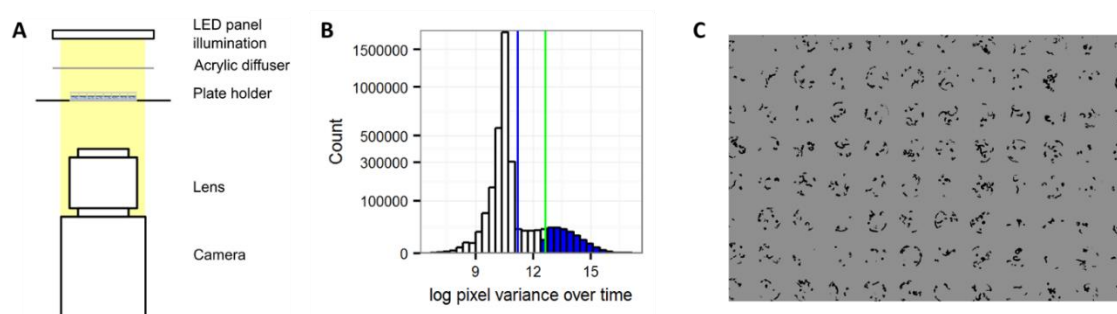 A
LED panel
illumination
Acrylic diffuser
Plate holder
Lens
Camera
B
Count
1500000
1000000
500000
300000
100000
0
9
12
15
log pixel variance over time
C